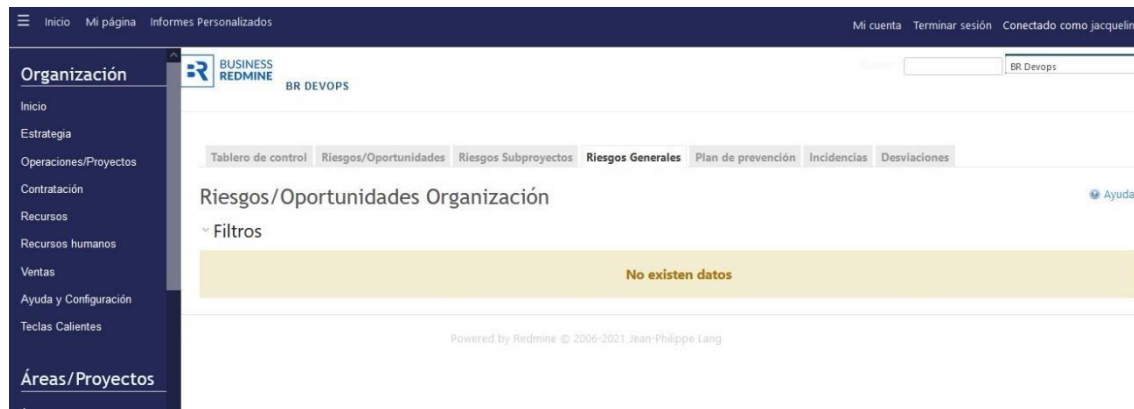 ☰ Inicio Mi página Informes Personalizados Mi cuenta Terminar sesión Conectado como jacquelin
Organización
Inicio
Estrategia
Operaciones/Proyectos
Contratación
Recursos
Recursos humanos
Ventas
Ayuda y Configuración
Teclas Calientes
Áreas/Proyectos
BUSINESS
REDMINE
BR DEVOPS
BR Devops
Tablero de control Riesgos/Oportunidades Riesgos Subproyectos Riesgos Generales Plan de prevención Incidencias Desviaciones
Riesgos/Oportunidades Organización
Ayuda
Filtros
No existen datos
Powered by Redmine © 2006-2021 Jean-Philippe Lang